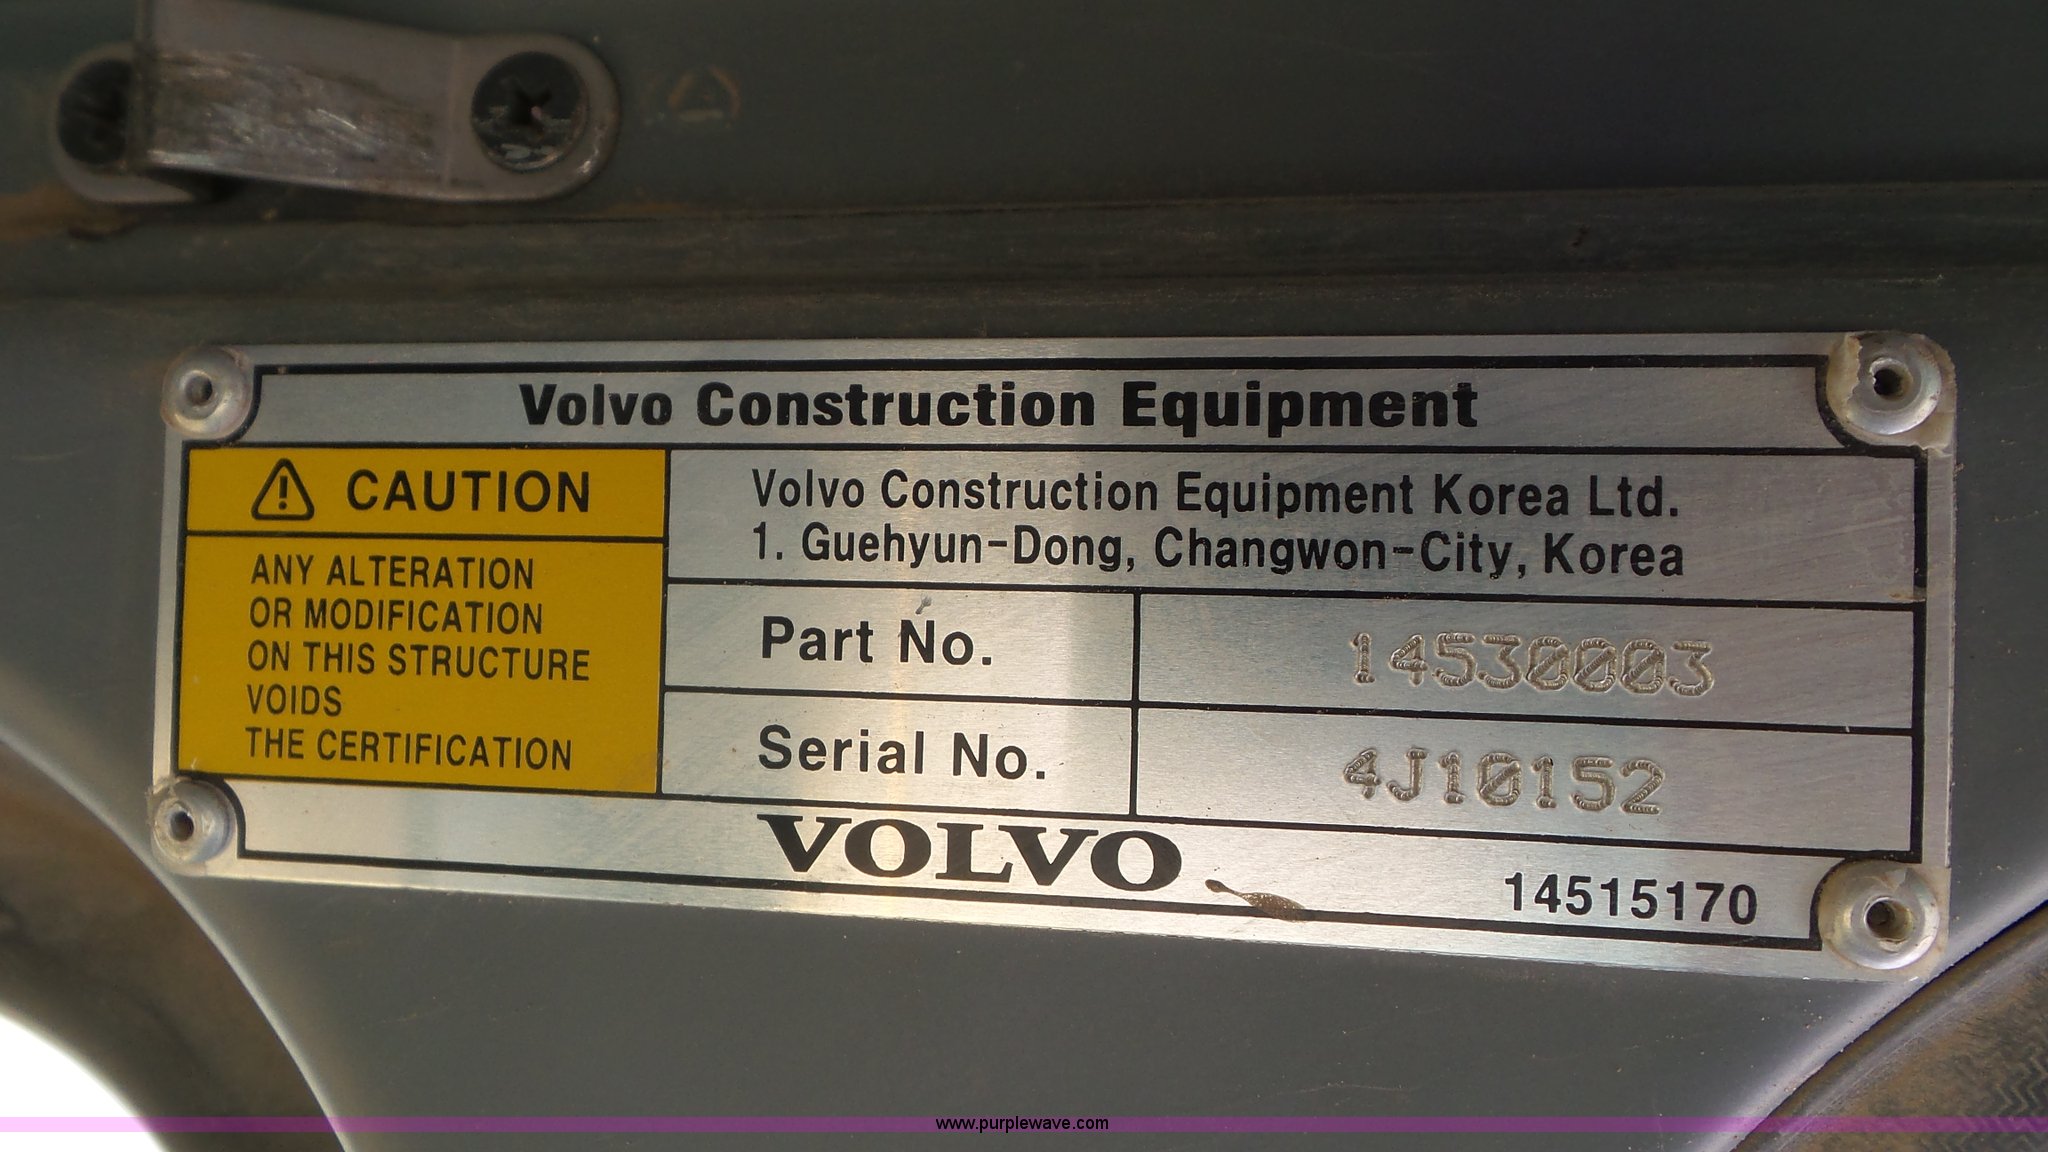 Volvo Construction Equipment
CAUTION
ANY ALTERATION
OR MODIFICATION
ON THIS STRUCTURE
VOIDS
THE CERTIFICATION
Volvo Construction Equipment Korea Ltd.
1. Guehyun-Dong, Changwon-City, Korea
Part No. 14530003
Serial No. 4J10152
VOLVO
14515170
www.purplewave.com